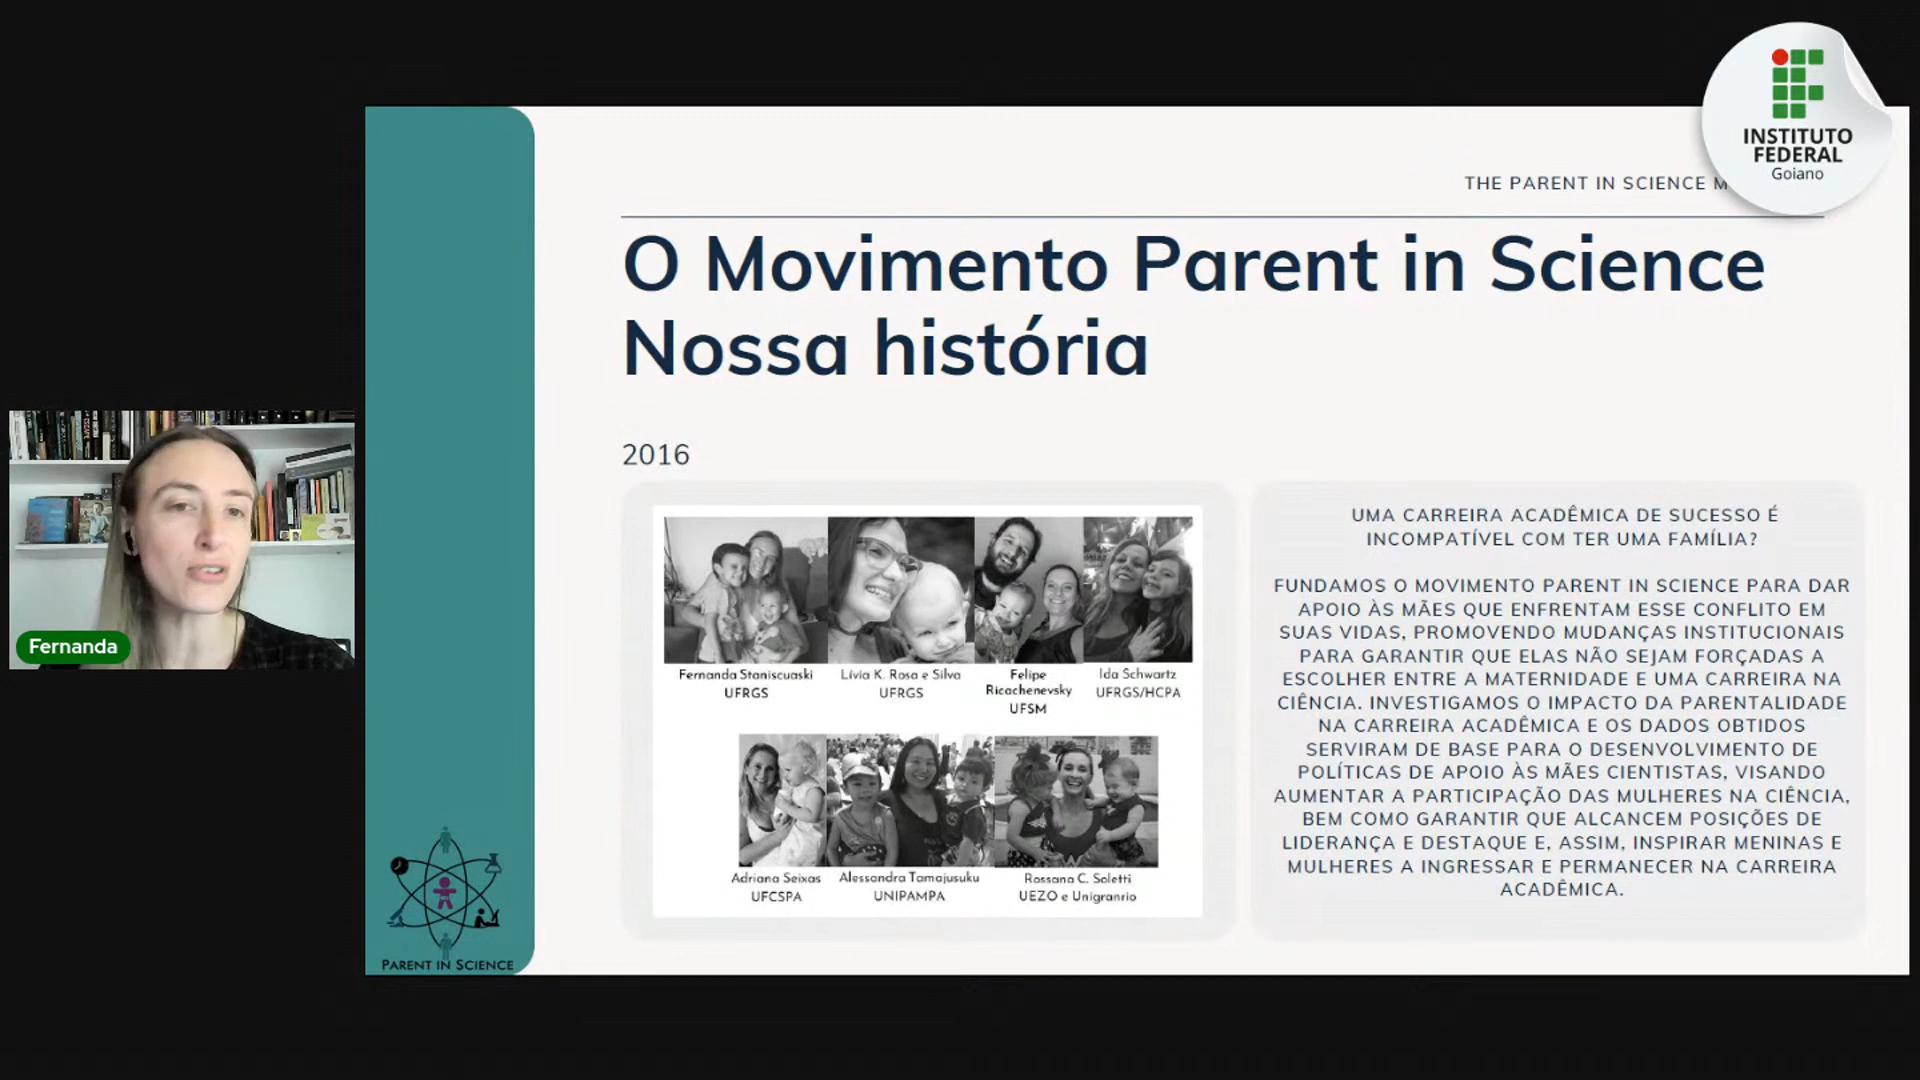 INSTITUTO
FEDERAL
Goiano
THE PARENT IN SCIENCE M
O Movimento Parent in Science
Nossa história
2016
Fernanda Staniscuaski
UFRGS
Lívia K. Rosa e Silva
UFRGS
Felipe
Ricachenevsky
UFSM
Ida Schwartz
UFRGS/HCPA
Adriana Seixas
UFCSPA
Alessandra Tamajusuku
UNIPAMPA
Rossana C. Soletti
UEZO e Unigranrio
UMA CARREIRA ACADÊMICA DE SUCESSO É
INCOMPATÍVEL COM TER UMA FAMÍLIA?
FUNDAMOS O MOVIMENTO PARENT IN SCIENCE PARA DAR
APOIO ÀS MÃES QUE ENFRENTAM ESSE CONFLITO EM
SUAS VIDAS, PROMOVENDO MUDANÇAS INSTITUCIONAIS
PARA GARANTIR QUE ELAS NÃO SEJAM FORÇADAS A
ESCOLHER ENTRE A MATERNIDADE E UMA CARREIRA NA
CIÊNCIA. INVESTIGAMOS O IMPACTO DA PARENTALIDADE
NA CARREIRA ACADÊMICA E OS DADOS OBTIDOS
SERVIRAM DE BASE PARA O DESENVOLVIMENTO DE
POLÍTICAS DE APOIO ÀS MÃES CIENTISTAS, VISANDO
AUMENTAR A PARTICIPAÇÃO DAS MULHERES NA CIÊNCIA,
BEM COMO GARANTIR QUE ALCANCEM POSIÇÕES DE
LIDERANÇA E DESTAQUE E, ASSIM, INSPIRAR MENINAS E
MULHERES A INGRESSAR E PERMANECER NA CARREIRA
ACADÊMICA.
Fernanda
PARENT IN SCIENCE